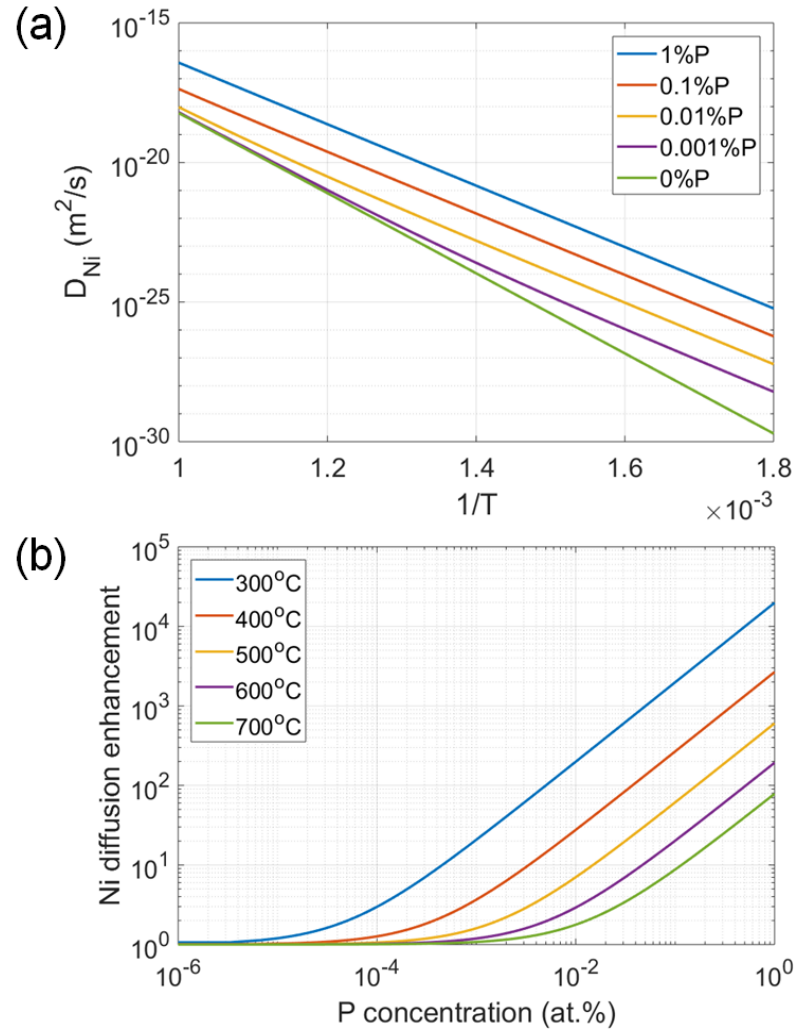 (a)
10^-15
10^-20
10^-25
10^-30
D_Ni (m^2/s)
1%P
0.1%P
0.01%P
0.001%P
0%P
1 1.2 1.4 1.6 1.8
1/T
×10^-3
(b)
10^5
10^4
10^3
10^2
10^1
10^0
Ni diffusion enhancement
300°C
400°C
500°C
600°C
700°C
10^-6 10^-4 10^-2 10^0
P concentration (at.%)